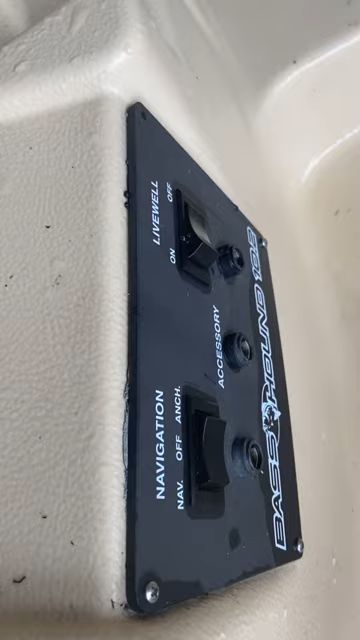 BASS HOUND 10.2
NAVIGATION
NAV. OFF ANCH.
ACCESSORY
LIVEWELL
ON OFF